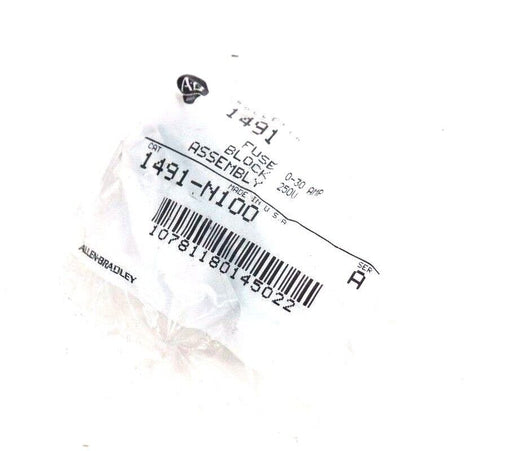 AB
1491
FUSE
BLOCK 0-30 AMP
ASSEMBLY 250V
CAT
1491-N100
MADE IN U S A
SER
A
10781180145022
ALLEN-BRADLEY